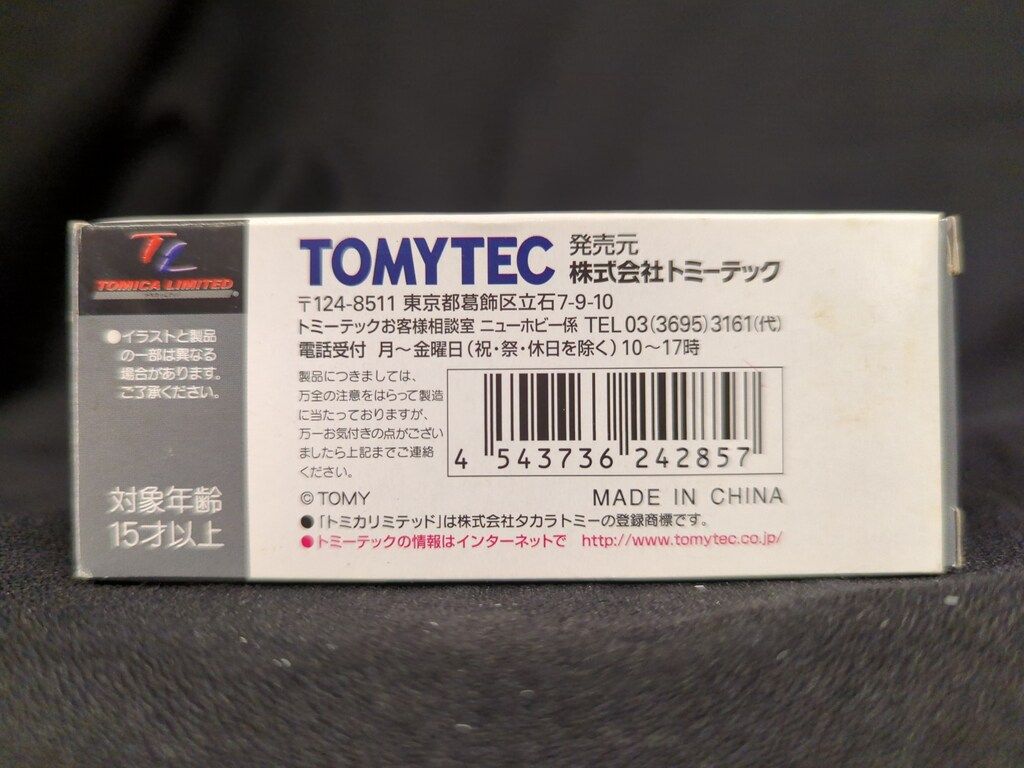 TL
TOMICA LIMITED
●イラストと製品
の一部は異なる
場合があります。
ご了承ください。
対象年齢
15才以上
TOMYTEC 発売元
株式会社トミーテック
〒124-8511 東京都葛飾区立石7-9-10
トミーテックお客様相談室 ニューホビー係 TEL 03(3695)3161(代)
電話受付 月〜金曜日(祝・祭・休日を除く)10〜17時
製品につきましては、
万全の注意をはらって製造
に当たっておりますが、
万一お気付きの点がござい
ましたら上記までご連絡
ください。
4 543736 242857
© TOMY
MADE IN CHINA
●「トミカリミテッド」は株式会社タカラトミーの登録商標です。
●トミーテックの情報はインターネットで http://www.tomytec.co.jp/